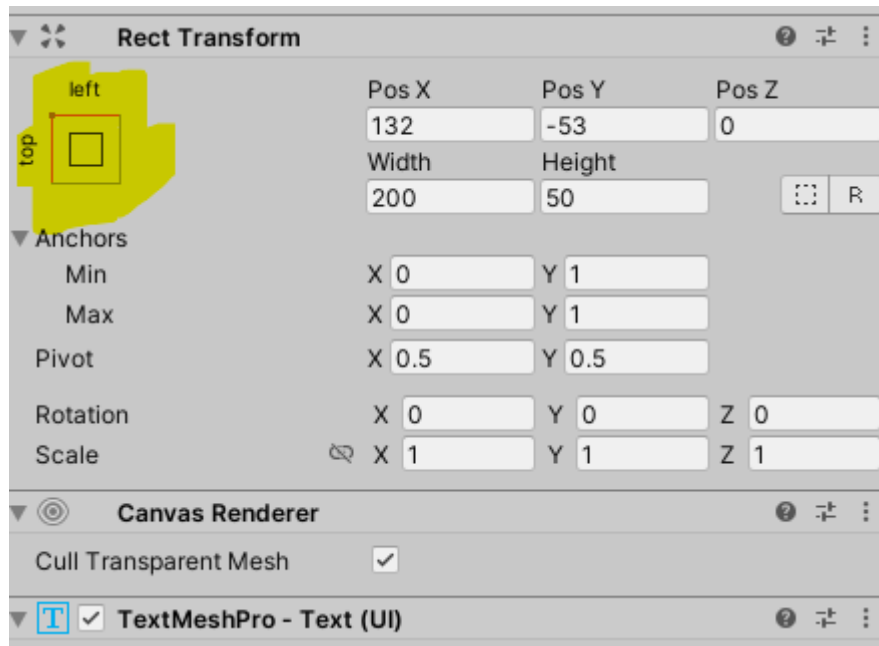 Rect Transform
left
top
Pos X Pos Y Pos Z
132 -53 0
Width Height
200 50
R
Anchors
Min X 0 Y 1
Max X 0 Y 1
Pivot X 0.5 Y 0.5
Rotation X 0 Y 0 Z 0
Scale X 1 Y 1 Z 1
Canvas Renderer
Cull Transparent Mesh
T TextMeshPro - Text (UI)